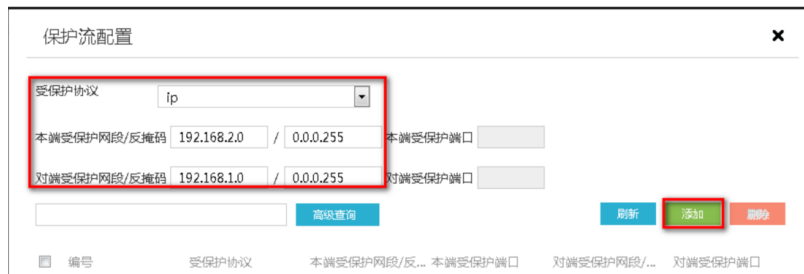 保护流配置
受保护协议 ip
本端受保护网段/反掩码 192.168.2.0 / 0.0.0.255 本端受保护端口
对端受保护网段/反掩码 192.168.1.0 / 0.0.0.255 对端受保护端口
高级查询 刷新 添加 删除
编号 受保护协议 本端受保护网段/反... 本端受保护端口 对端受保护网段/... 对端受保护端口